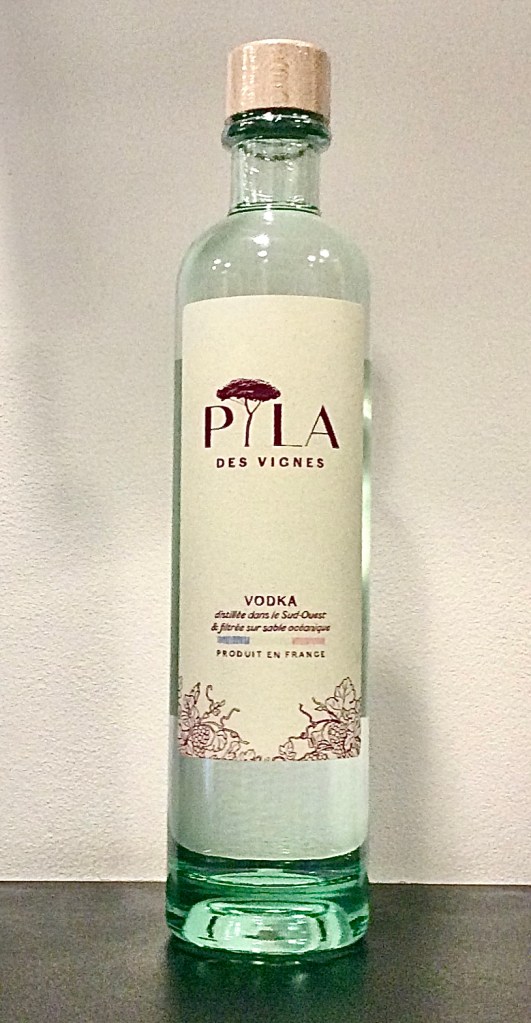 PYLA
DES VIGNES
VODKA
distillée dans le Sud-Ouest
& filtrée sur sable océanique
PRODUIT EN FRANCE